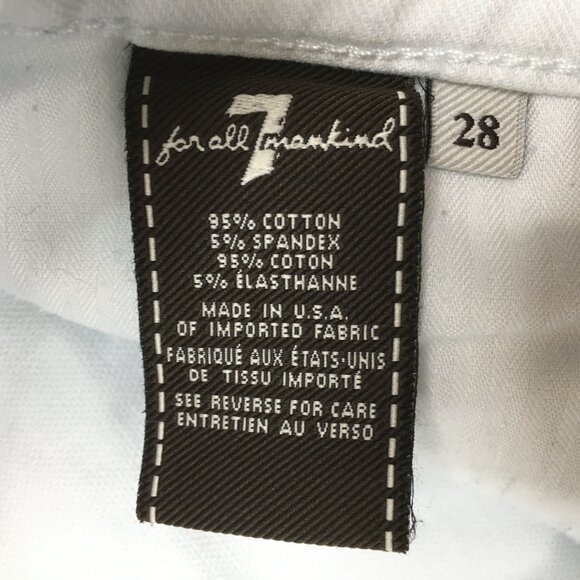 7
for all mankind
28
95% COTTON
5% SPANDEX
95% COTON
5% ÉLASTHANNE
MADE IN U.S.A.
OF IMPORTED FABRIC
FABRIQUÉ AUX ÉTATS-UNIS
DE TISSU IMPORTÉ
SEE REVERSE FOR CARE
ENTRETIEN AU VERSO